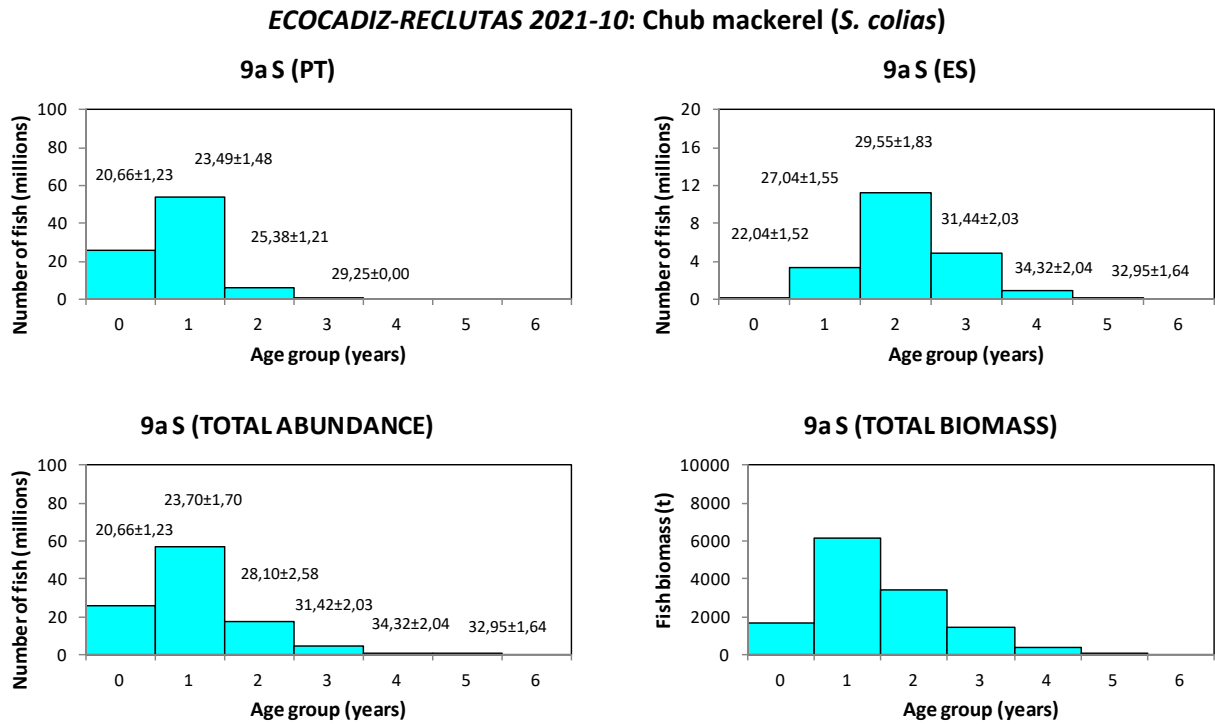 ECOCADIZ-RECLUTAS 2021-10: Chub mackerel (S. colias)
9a S (PT)
Number of fish (millions)
100
80
60
40
20
0
20,66±1,23
23,49±1,48
25,38±1,21
29,25±0,00
0 1 2 3 4 5 6
Age group (years)
9a S (ES)
Number of fish (millions)
20
16
12
8
4
0
22,04±1,52
27,04±1,55
29,55±1,83
31,44±2,03
34,32±2,04
32,95±1,64
0 1 2 3 4 5 6
Age group (years)
9a S (TOTAL ABUNDANCE)
Number of fish (millions)
100
80
60
40
20
0
20,66±1,23
23,70±1,70
28,10±2,58
31,42±2,03
34,32±2,04
32,95±1,64
0 1 2 3 4 5 6
Age group (years)
9a S (TOTAL BIOMASS)
Fish biomass (t)
10000
8000
6000
4000
2000
0
0 1 2 3 4 5 6
Age group (years)